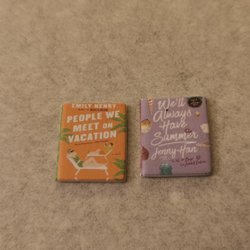 EMILY HENRY
PEOPLE WE
MEET ON
VACATION
We'll
Always
Have
Summer
Jenny Han